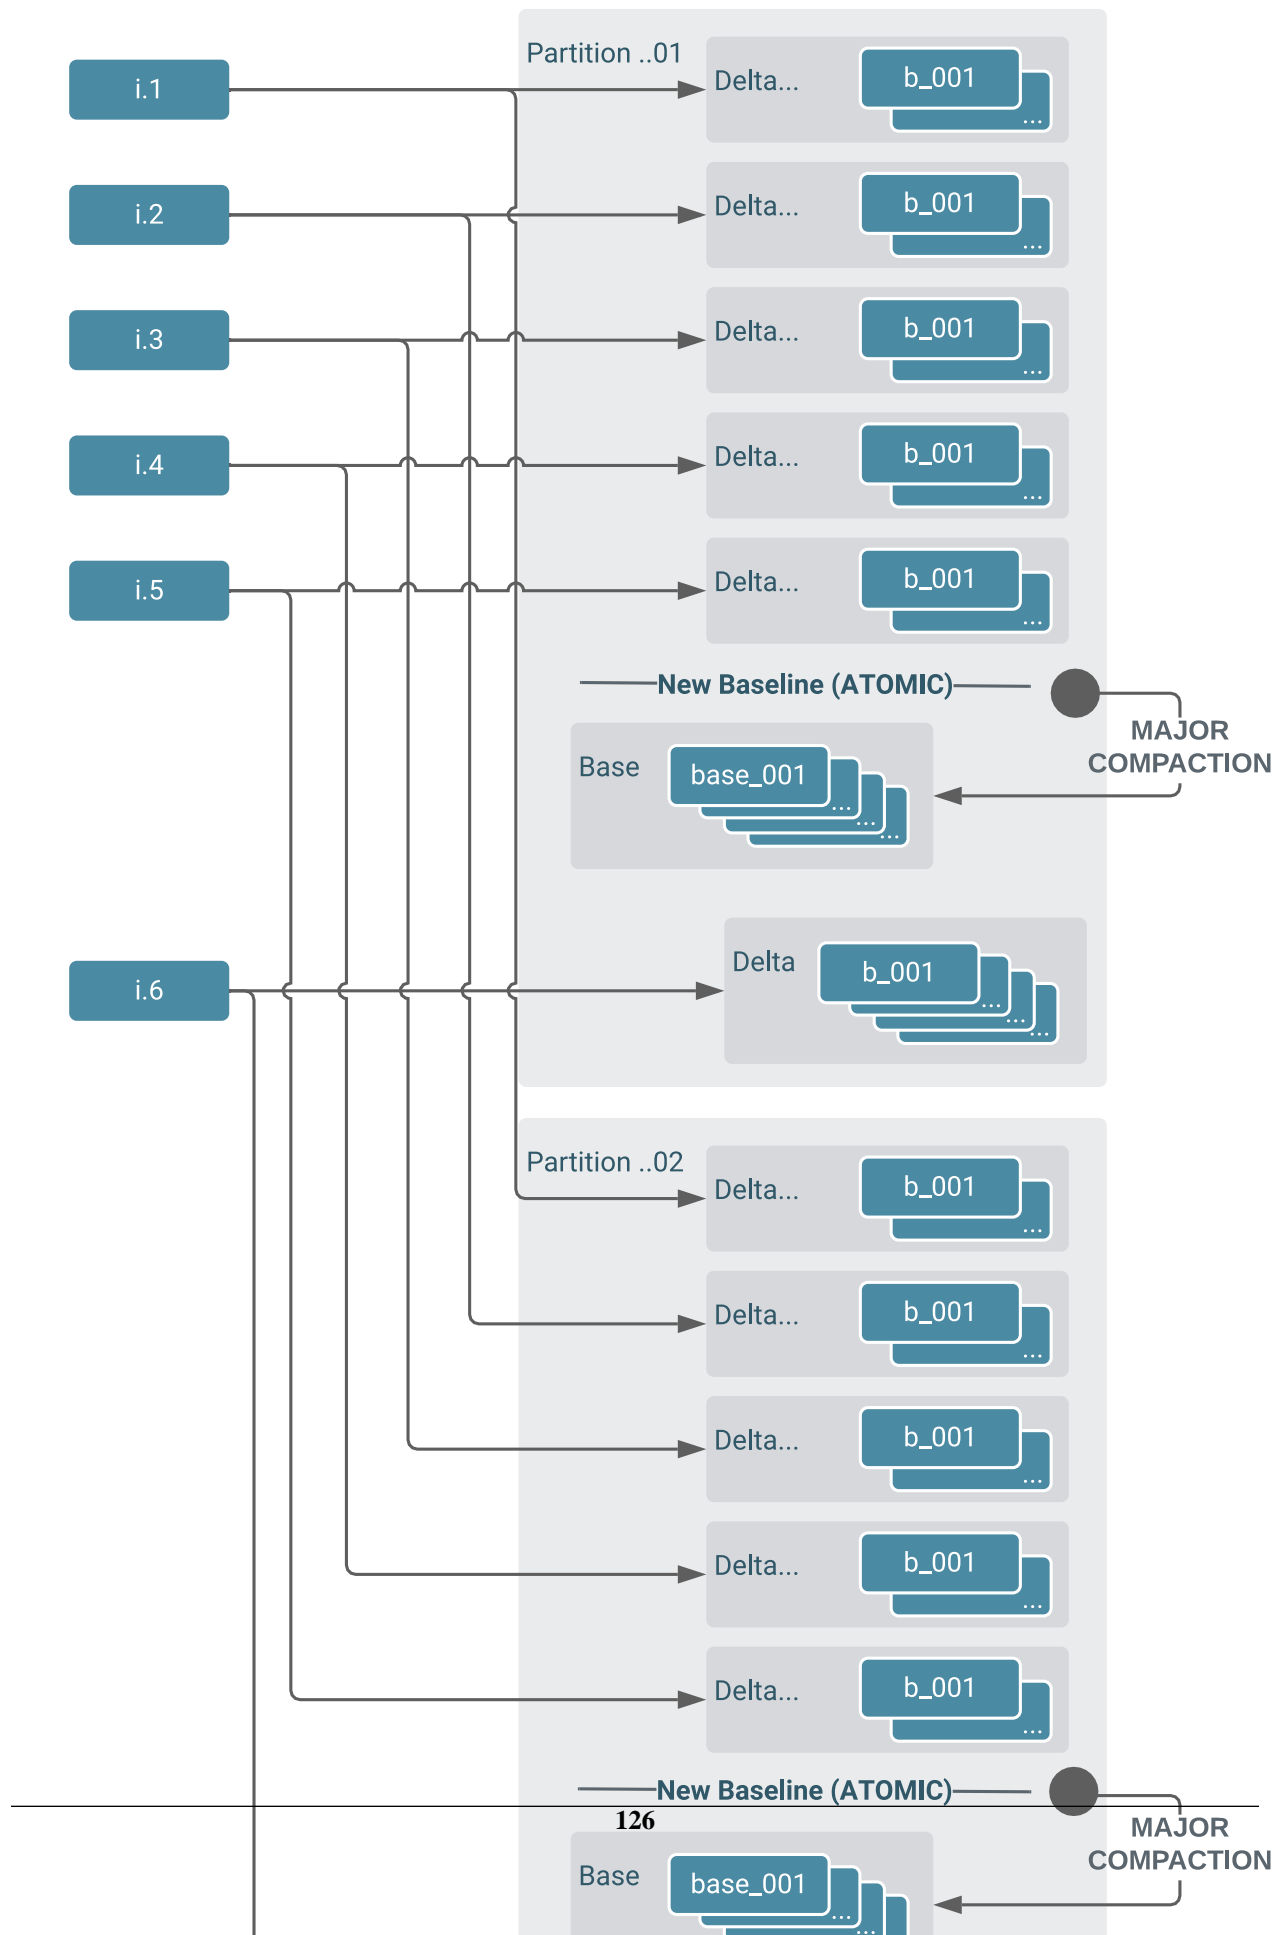 Partition ..01
i.1
Delta...
b_001
...
i.2
Delta...
b_001
...
i.3
Delta...
b_001
...
i.4
Delta...
b_001
...
i.5
Delta...
b_001
...
New Baseline (ATOMIC)
MAJOR
COMPACTION
Base
base_001
...
...
...
i.6
Delta
b_001
...
...
...
Partition ..02
Delta...
b_001
...
Delta...
b_001
...
Delta...
b_001
...
Delta...
b_001
...
Delta...
b_001
...
New Baseline (ATOMIC)
126
MAJOR
COMPACTION
Base
base_001
...
...